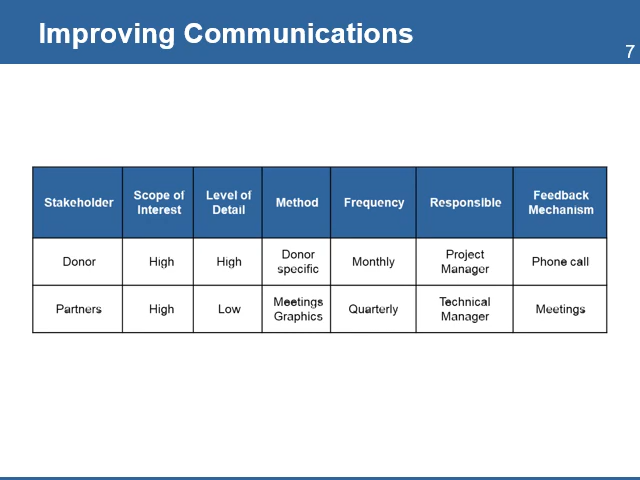 Improving Communications
7
Stakeholder Scope of Interest Level of Detail Method Frequency Responsible Feedback Mechanism
Donor High High Donor specific Monthly Project Manager Phone call
Partners High Low Meetings Graphics Quarterly Technical Manager Meetings